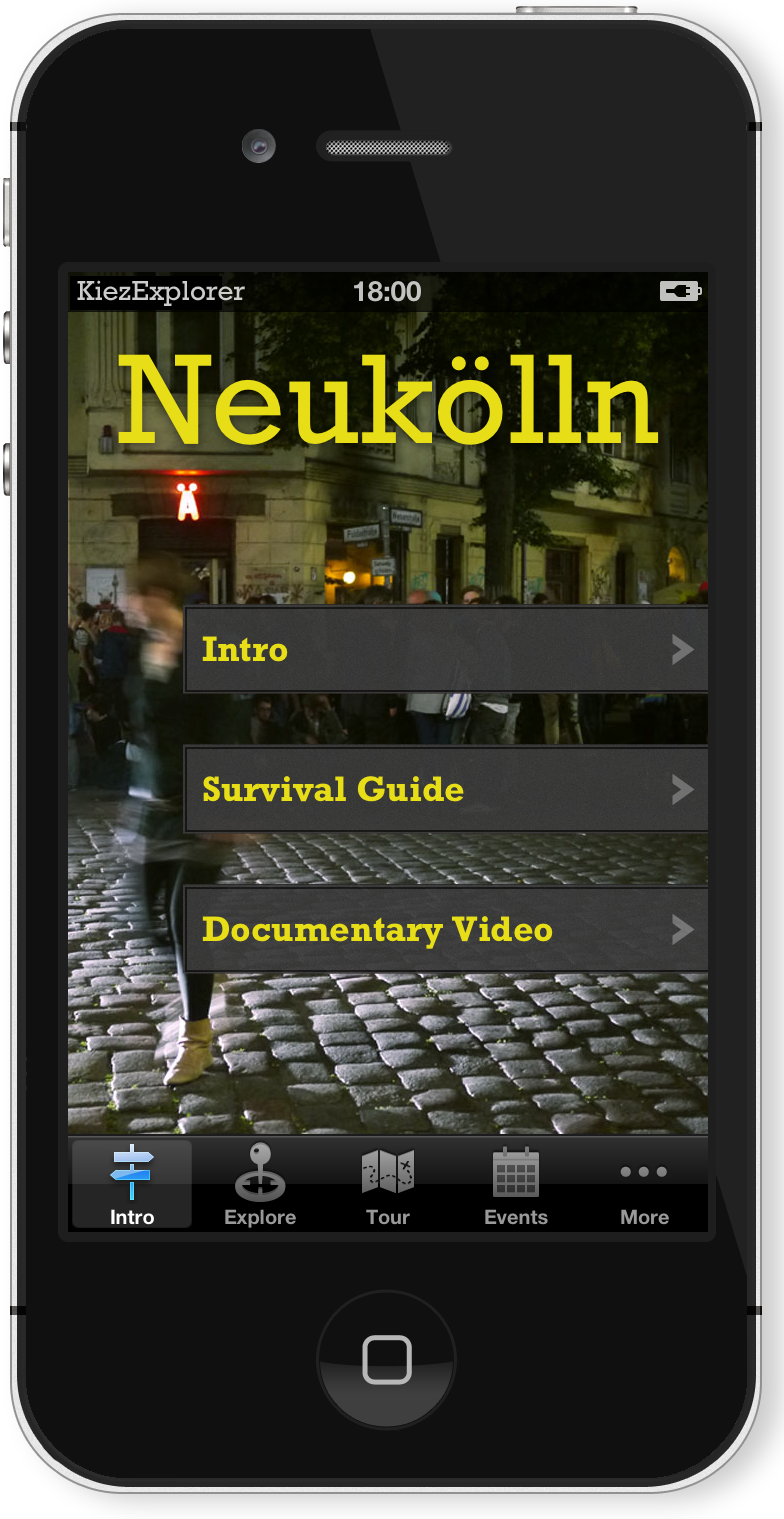 KiezExplorer 18:00
Neukölln
Ä
Intro
Survival Guide
Documentary Video
Intro Explore Tour Events More